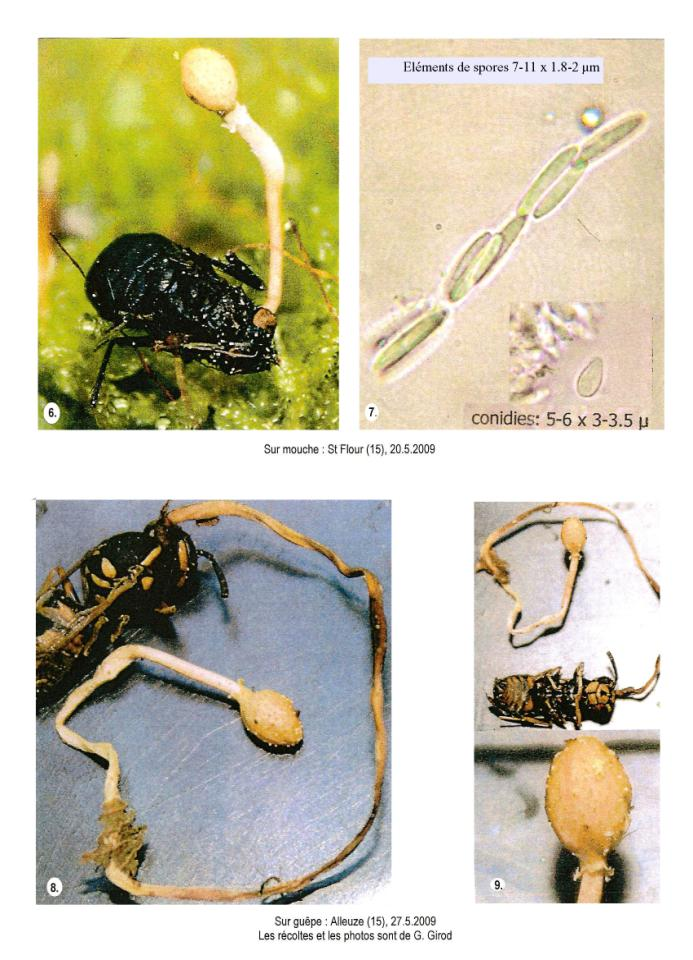 Eléments de spores 7-11 x 1.8-2 µm
6.
7.
conidies: 5-6 x 3-3.5 µ
Sur mouche : St Flour (15), 20.5.2009
8.
9.
Sur guêpe : Alleuze (15), 27.5.2009
Les récoltes et les photos sont de G. Girod